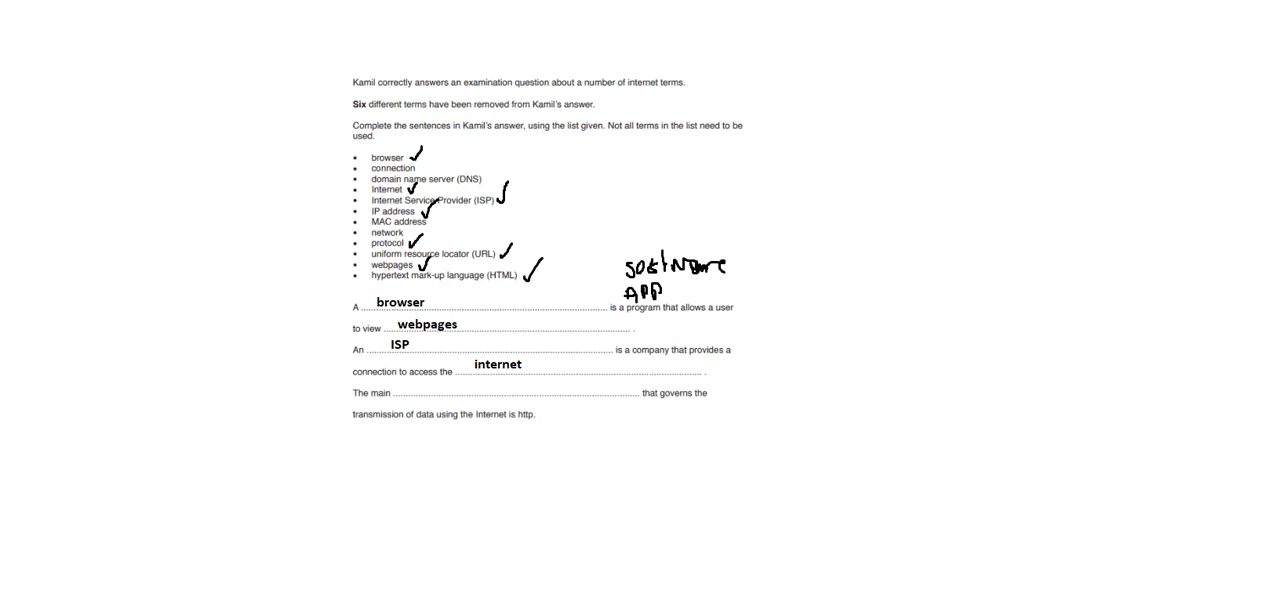 Kamil correctly answers an examination question about a number of internet terms.
Six different terms have been removed from Kamil's answer.
Complete the sentences in Kamil's answer, using the list given. Not all terms in the list need to be
used.
• browser
• connection
• domain name server (DNS)
• Internet
• Internet Service Provider (ISP)
• IP address
• MAC address
• network
• protocol
• uniform resource locator (URL)
• webpages
• hypertext mark-up language (HTML)
APP
A browser is a program that allows a user
to view webpages .
An ISP is a company that provides a
connection to access the internet .
The main ........ that governs the
transmission of data using the Internet is http.